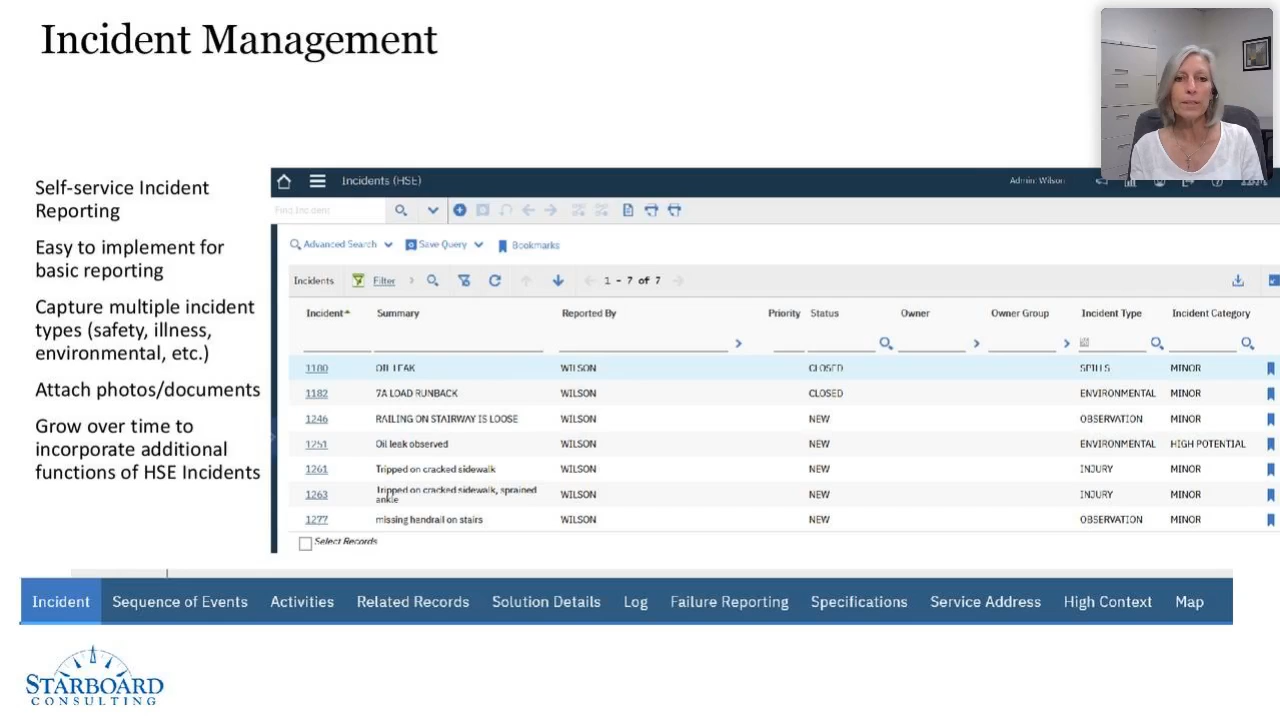 Incident Management
Self-service Incident
Reporting
Easy to implement for
basic reporting
Capture multiple incident
types (safety, illness,
environmental, etc.)
Attach photos/documents
Grow over time to
incorporate additional
functions of HSE Incidents
Incidents (HSE) Admin: Wilson
Find Incident
Advanced Search Save Query Bookmarks
Incidents Filter 1 - 7 of 7
Incident Summary Reported By Priority Status Owner Owner Group Incident Type Incident Category
1180 OIL LEAK WILSON CLOSED SPILLS MINOR
1182 7A LOAD RUNBACK WILSON CLOSED ENVIRONMENTAL MINOR
1246 RAILING ON STAIRWAY IS LOOSE WILSON NEW OBSERVATION MINOR
1251 Oil leak observed WILSON NEW ENVIRONMENTAL HIGH POTENTIAL
1261 Tripped on cracked sidewalk WILSON NEW INJURY MINOR
1263 Tripped on cracked sidewalk, sprained
ankle WILSON NEW INJURY MINOR
1277 missing handrail on stairs WILSON NEW OBSERVATION MINOR
Select Records
Incident Sequence of Events Activities Related Records Solution Details Log Failure Reporting Specifications Service Address High Context Map
STARBOARD
CONSULTING